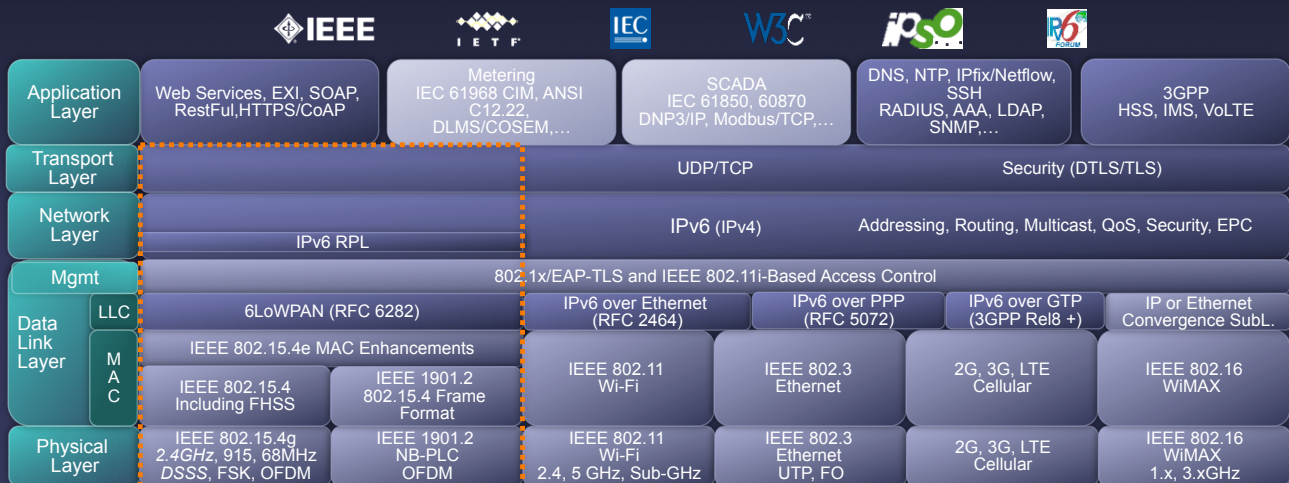 IEEE
IETF
IEC
W3C
ipso...
IPv6
FORUM
Application
Layer
Web Services, EXI, SOAP,
RestFul,HTTPS/CoAP
Metering
IEC 61968 CIM, ANSI
C12.22,
DLMS/COSEM,…
SCADA
IEC 61850, 60870
DNP3/IP, Modbus/TCP,…
DNS, NTP, IPfix/Netflow,
SSH
RADIUS, AAA, LDAP,
SNMP,…
3GPP
HSS, IMS, VoLTE
Transport
Layer
UDP/TCP
Security (DTLS/TLS)
Network
Layer
IPv6 RPL
IPv6 (IPv4)
Addressing, Routing, Multicast, QoS, Security, EPC
Mgmt
802.1x/EAP-TLS and IEEE 802.11i-Based Access Control
Data
Link
Layer
LLC
6LoWPAN (RFC 6282)
IPv6 over Ethernet
(RFC 2464)
IPv6 over PPP
(RFC 5072)
IPv6 over GTP
(3GPP Rel8 +)
IP or Ethernet
Convergence SubL.
M
A
C
IEEE 802.15.4e MAC Enhancements
IEEE 802.15.4
Including FHSS
IEEE 1901.2
802.15.4 Frame
Format
IEEE 802.11
Wi-Fi
IEEE 802.3
Ethernet
2G, 3G, LTE
Cellular
IEEE 802.16
WiMAX
Physical
Layer
IEEE 802.15.4g
2.4GHz, 915, 68MHz
DSSS, FSK, OFDM
IEEE 1901.2
NB-PLC
OFDM
IEEE 802.11
Wi-Fi
2.4, 5 GHz, Sub-GHz
IEEE 802.3
Ethernet
UTP, FO
2G, 3G, LTE
Cellular
IEEE 802.16
WiMAX
1.x, 3.xGHz